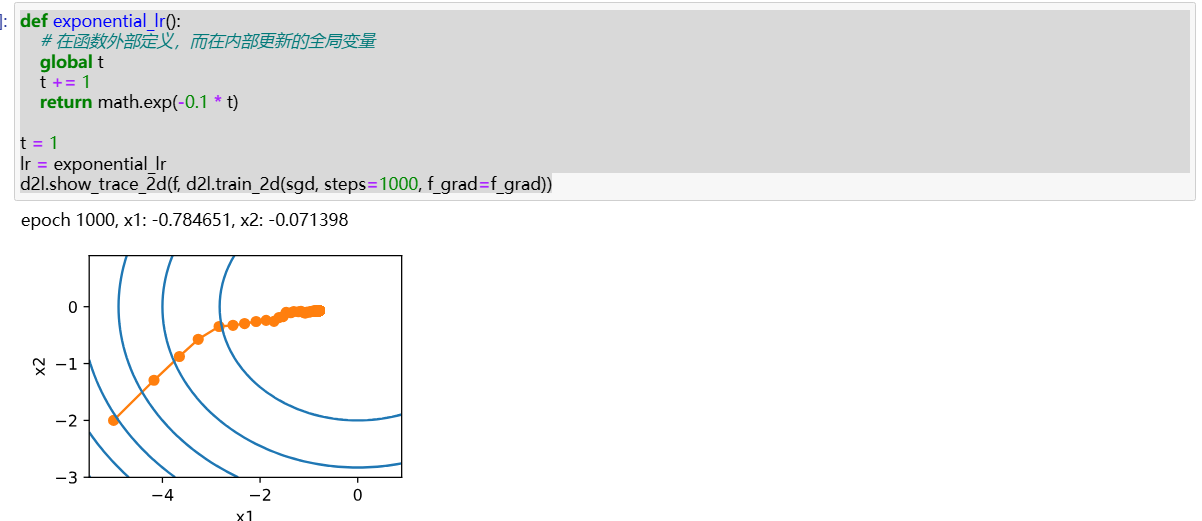 ]:
def exponential_lr():
    # 在函数外部定义，而在内部更新的全局变量
    global t
    t += 1
    return math.exp(-0.1 * t)
t = 1
lr = exponential_lr
d2l.show_trace_2d(f, d2l.train_2d(sgd, steps=1000, f_grad=f_grad))
epoch 1000, x1: -0.784651, x2: -0.071398
0
−1
−2
−3
x2
−4 −2 0
x1